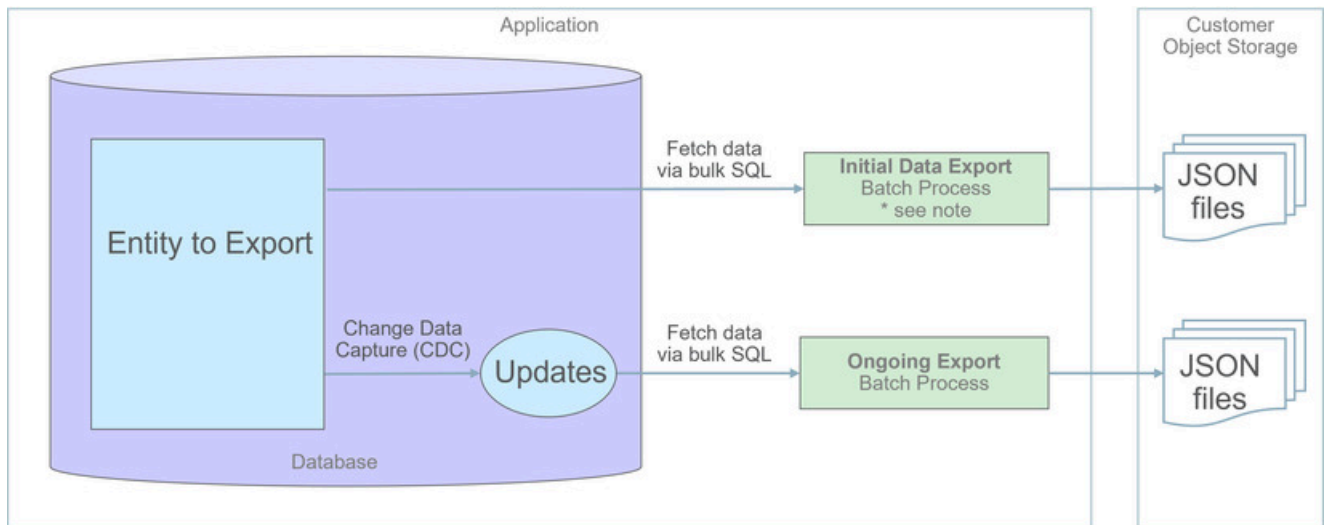 Application
Customer
Object Storage
Fetch data
via bulk SQL
Initial Data Export
Batch Process
* see note
JSON
files
Entity to Export
Change Data
Capture (CDC)
Updates
Fetch data
via bulk SQL
Ongoing Export
Batch Process
JSON
files
Database